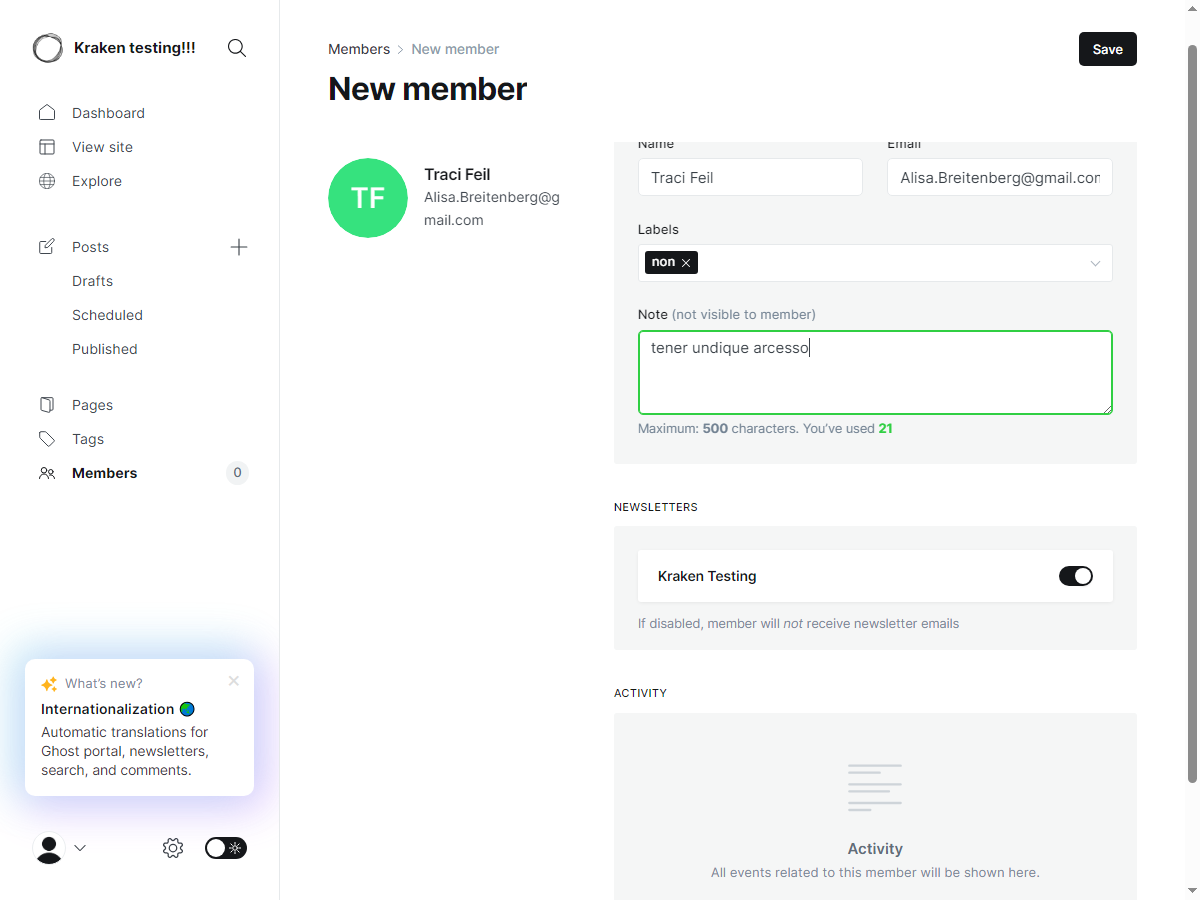 Kraken testing!!!
Dashboard
View site
Explore
Posts
Drafts
Scheduled
Published
Pages
Tags
Members
0
What's new?
Internationalization
Automatic translations for
Ghost portal, newsletters,
search, and comments.
Members
New member
Save
New member
TF
Traci Feil
Alisa.Breitenberg@g
mail.com
Name
Email
Traci Feil
Alisa.Breitenberg@gmail.con
Labels
non
Note (not visible to member)
tener undique arcesso
Maximum: 500 characters. You've used 21
NEWSLETTERS
Kraken Testing
If disabled, member will not receive newsletter emails
ACTIVITY
Activity
All events related to this member will be shown here.